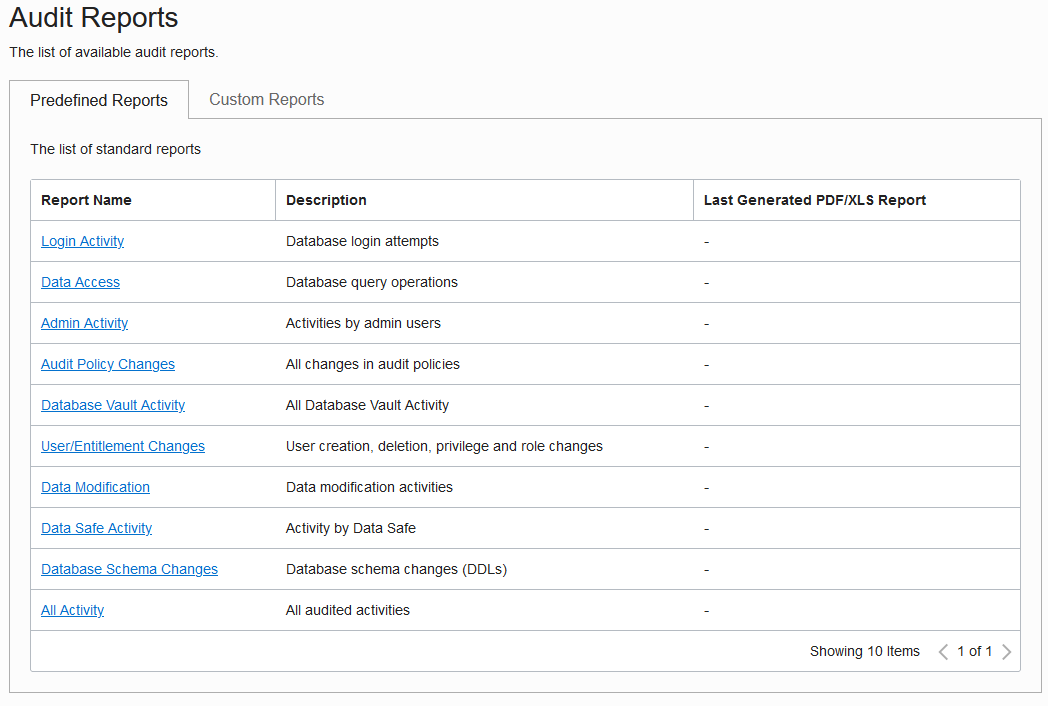 Audit Reports
The list of available audit reports.
Predefined Reports Custom Reports
The list of standard reports
Report Name Description Last Generated PDF/XLS Report
Login Activity Database login attempts -
Data Access Database query operations -
Admin Activity Activities by admin users -
Audit Policy Changes All changes in audit policies -
Database Vault Activity All Database Vault Activity -
User/Entitlement Changes User creation, deletion, privilege and role changes -
Data Modification Data modification activities -
Data Safe Activity Activity by Data Safe -
Database Schema Changes Database schema changes (DDLs) -
All Activity All audited activities -
Showing 10 Items 1 of 1